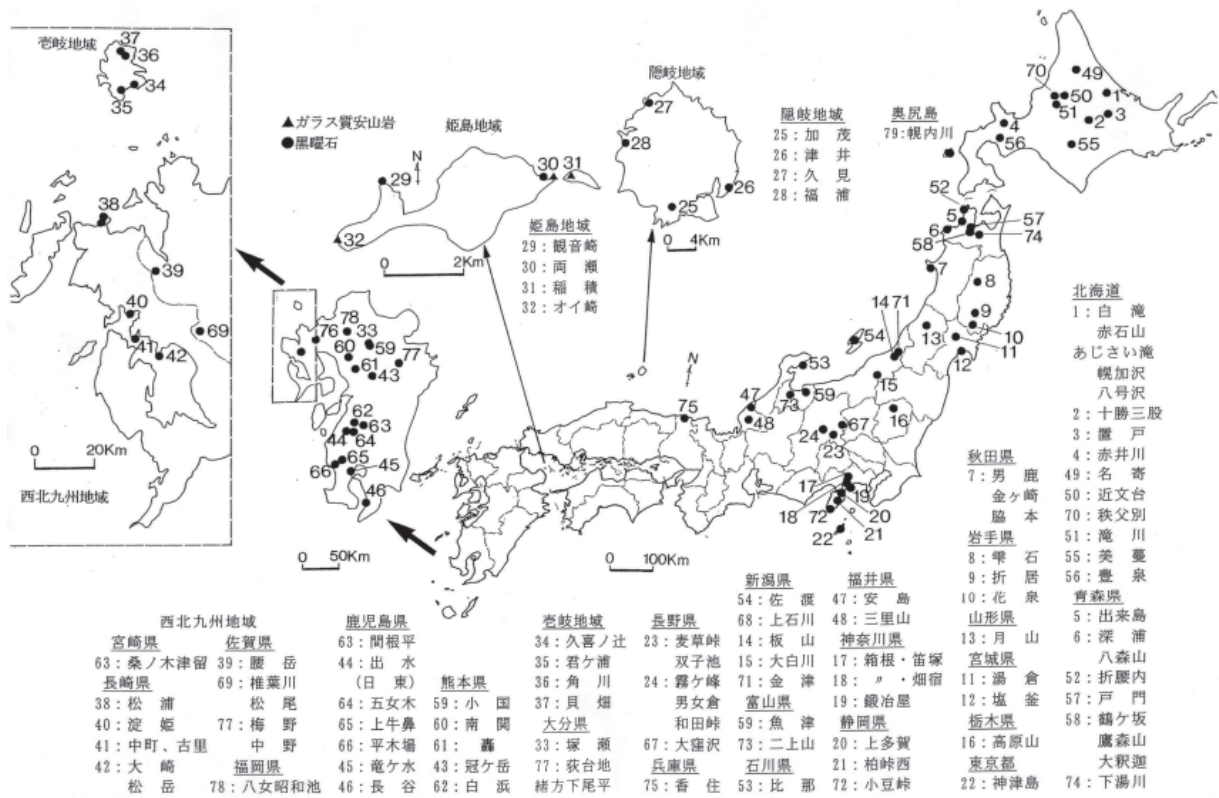 壱岐地域
37
36
34
35
38
39
40
69
41
42
0 20Km
西北九州地域
▲ガラス質安山岩
●黒曜石
姫島地域
N
29
30
31
32
0 2Km
姫島地域
29：観音崎
30：両瀬
31：稲積
32：オイ崎
隠岐地域
27
28
26
25
0 4Km
隠岐地域
25：加茂
26：津井
27：久見
28：福浦
奥尻島
79：幌内川
70
49
50
1
51
2
3
4
56
55
52
5
57
6
58
74
7
8
9
10
11
12
13
14
71
54
15
53
59
73
16
47
48
24
67
23
75
N
17
18
19
20
72
21
22
0 100Km
78
76
33
60
59
61
77
43
62
63
44
64
65
66
45
46
0 50Km
北海道
1：白滝
赤石山
あじさい滝
幌加沢
八号沢
2：十勝三股
3：置戸
4：赤井川
49：名寄
50：近文台
70：秩父別
51：滝川
55：美蔓
56：豊泉
青森県
5：出来島
6：深浦
八森山
52：折腰内
57：戸門
58：鶴ケ坂
鷹森山
大釈迦
74：下湯川
秋田県
7：男鹿
金ヶ崎
脇本
岩手県
8：雫石
9：折居
10：花泉
山形県
13：月山
宮城県
11：湯倉
12：塩釜
栃木県
16：高原山
東京都
22：神津島
福井県
47：安島
48：三里山
神奈川県
17：箱根・笛塚
18：〃・畑宿
19：鍛冶屋
静岡県
20：上多賀
21：柏峠西
72：小豆峠
新潟県
54：佐渡
68：上石川
14：板山
15：大白川
71：金津
富山県
59：魚津
73：二上山
石川県
53：比那
長野県
23：麦草峠
双子池
24：霧ケ峰
男女倉
和田峠
67：大窪沢
兵庫県
75：香住
壱岐地域
34：久喜ノ辻
35：君ケ浦
36：角川
37：貝畑
大分県
33：塚瀬
77：荻台地
緒方下尾平
熊本県
59：小国
60：南関
61：轟
43：冠ケ岳
62：白浜
鹿児島県
63：間根平
44：出水
（日東）
64：五女木
65：上牛鼻
66：平木場
45：竜ケ水
46：長谷
西北九州地域
宮崎県
63：桑ノ木津留
長崎県
38：松浦
40：淀姫
41：中町、古里
42：大崎
松岳
佐賀県
39：腰岳
69：椎葉川
松尾
77：梅野
中野
福岡県
78：八女昭和池